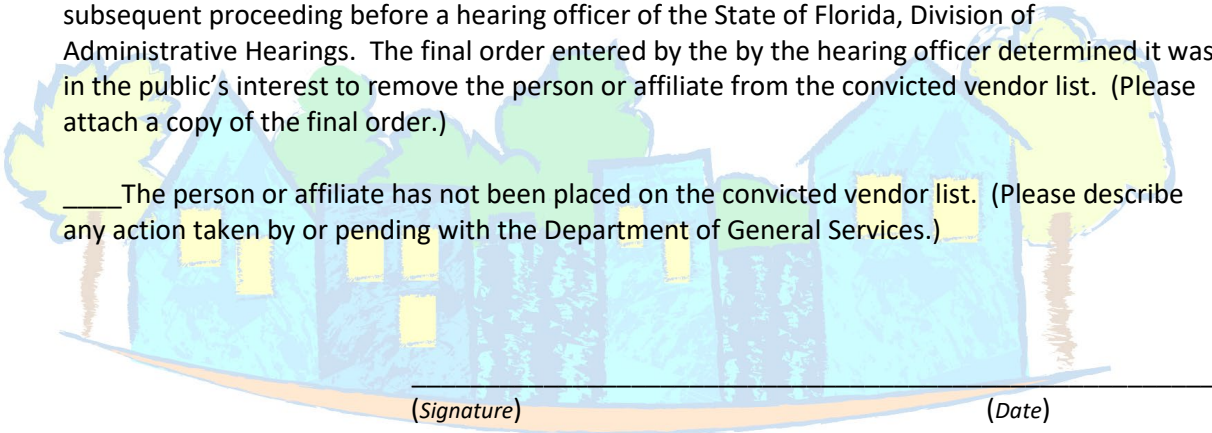 subsequent proceeding before a hearing officer of the State of Florida, Division of
Administrative Hearings.  The final order entered by the by the hearing officer determined it was
in the public’s interest to remove the person or affiliate from the convicted vendor list.  (Please
attach a copy of the final order.)
____The person or affiliate has not been placed on the convicted vendor list.  (Please describe
any action taken by or pending with the Department of General Services.)
(Signature) (Date)